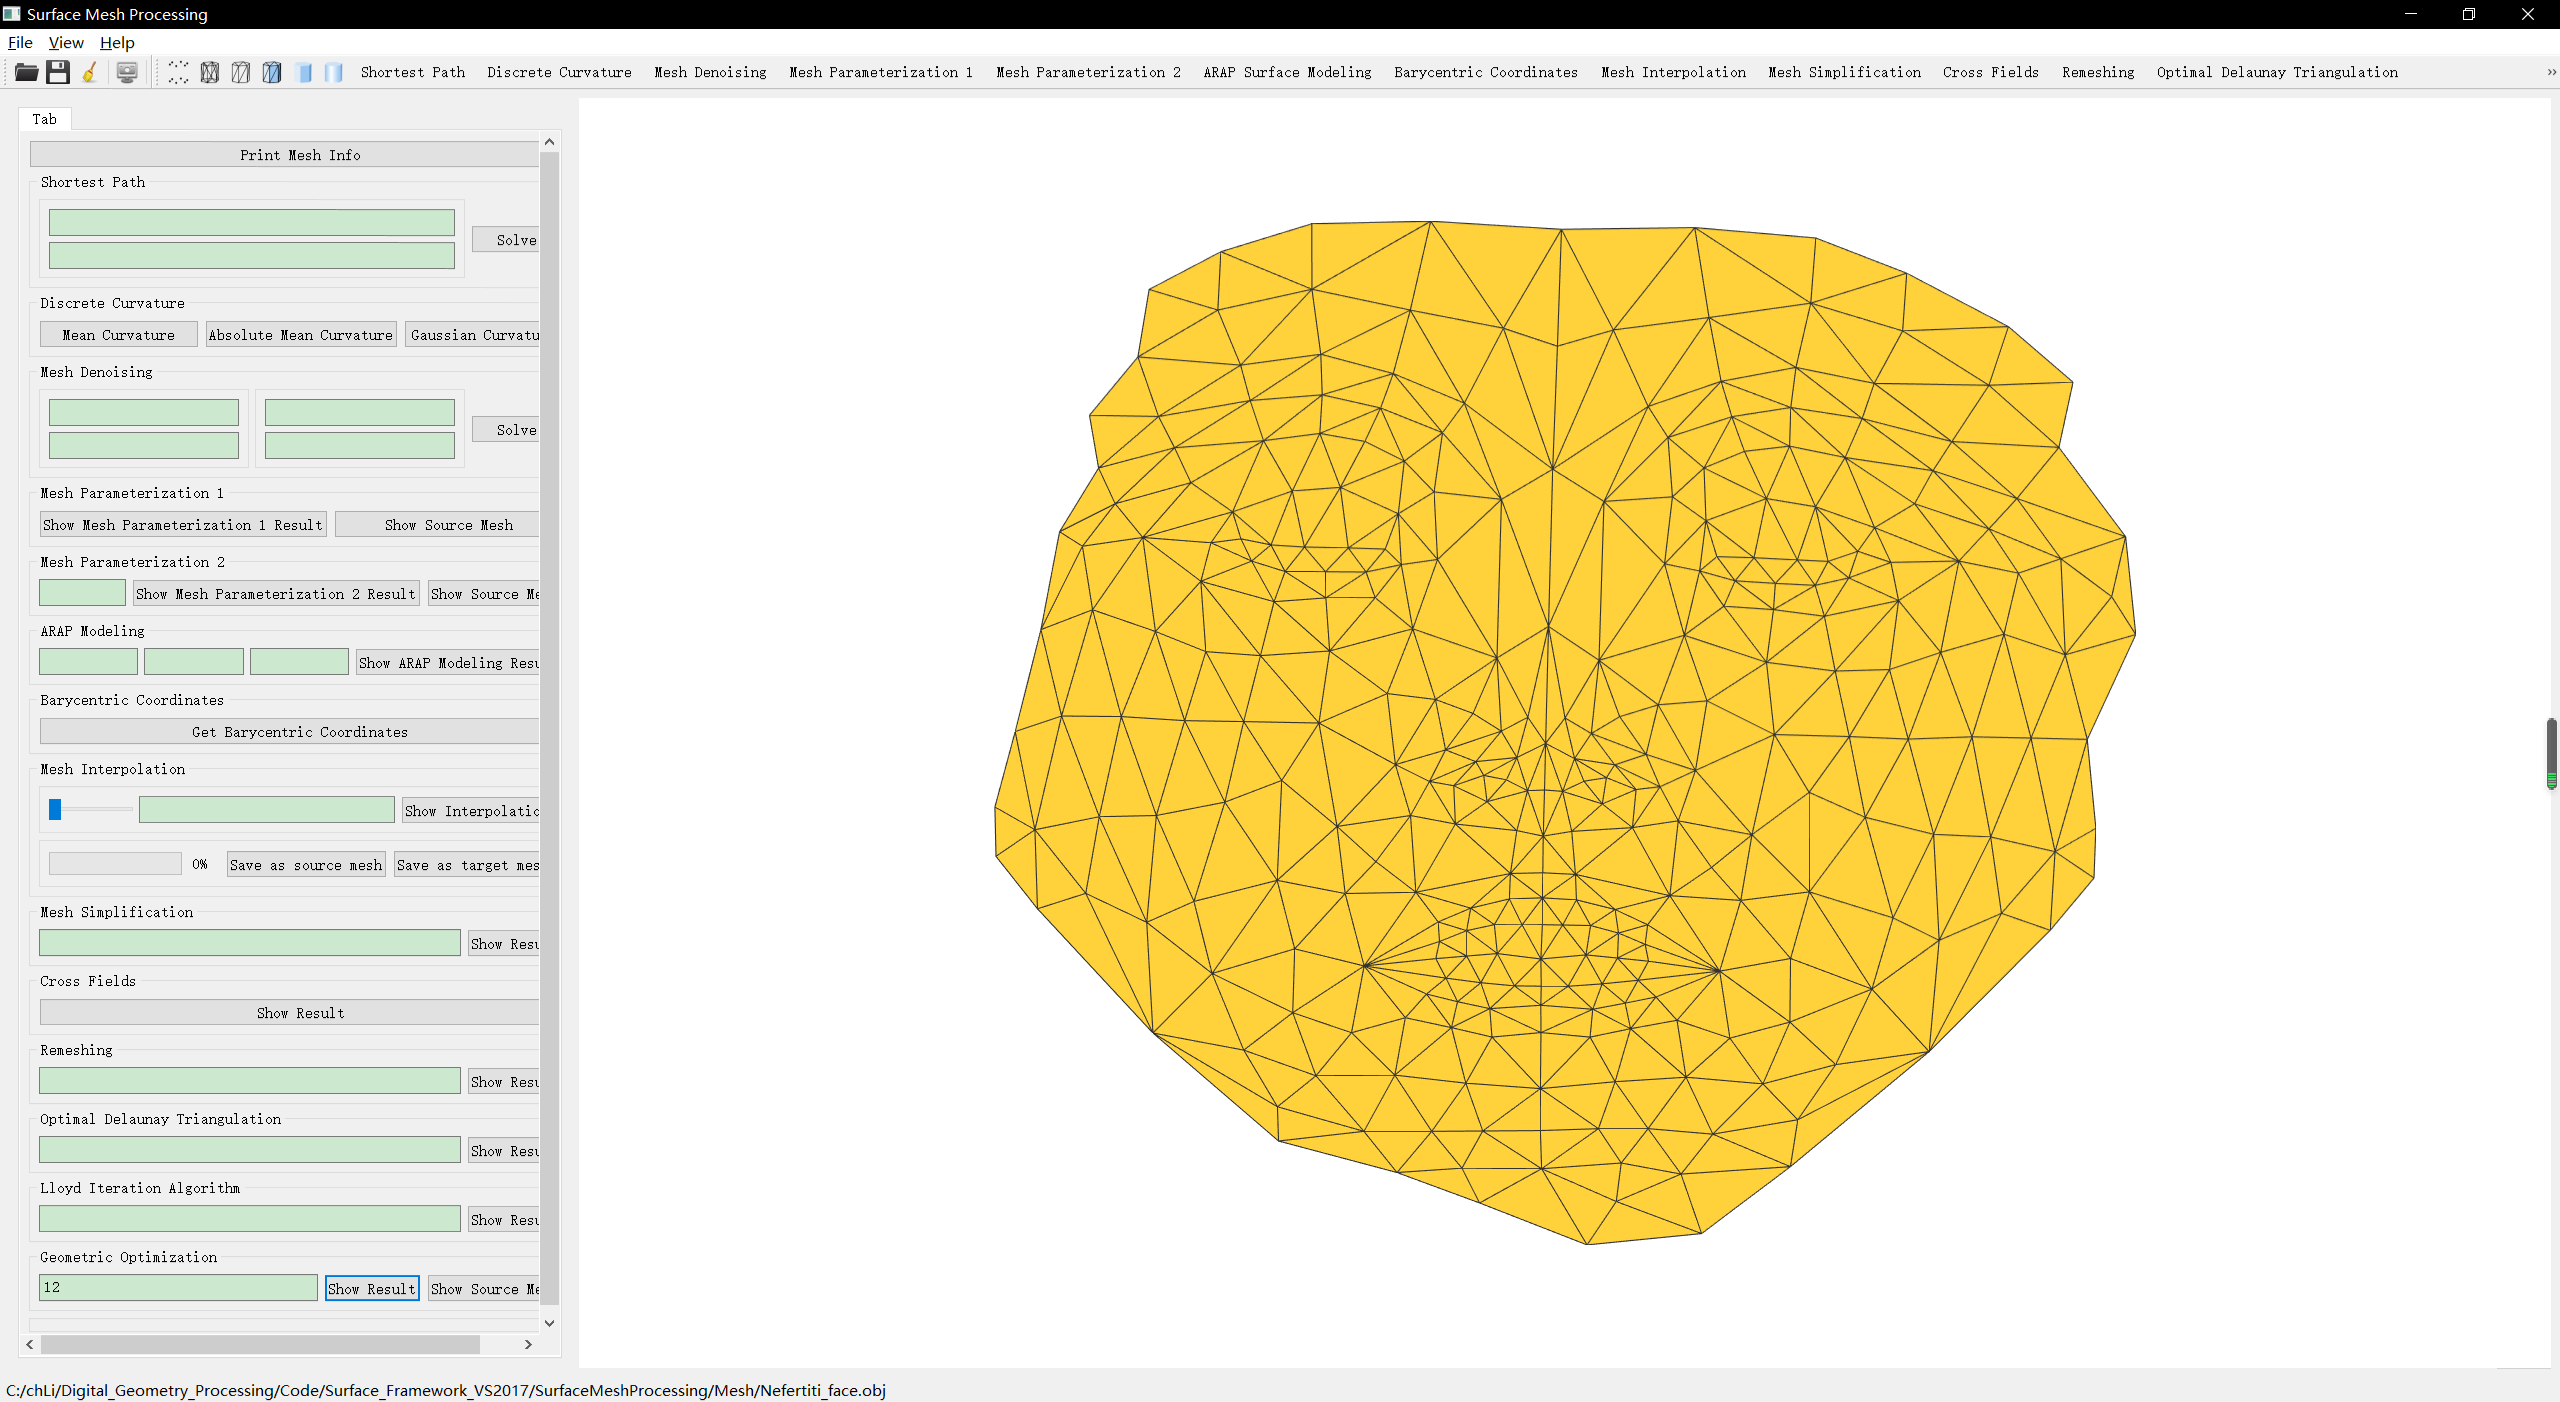 Surface Mesh Processing
File View Help
Shortest Path Discrete Curvature Mesh Denoising Mesh Parameterization 1 Mesh Parameterization 2 ARAP Surface Modeling Barycentric Coordinates Mesh Interpolation Mesh Simplification Cross Fields Remeshing Optimal Delaunay Triangulation »
Tab
Print Mesh Info
Shortest Path
Solve
Discrete Curvature
Mean Curvature Absolute Mean Curvature Gaussian Curvatu
Mesh Denoising
Solve
Mesh Parameterization 1
Show Mesh Parameterization 1 Result Show Source Mesh
Mesh Parameterization 2
Show Mesh Parameterization 2 Result Show Source Me
ARAP Modeling
Show ARAP Modeling Resu
Barycentric Coordinates
Get Barycentric Coordinates
Mesh Interpolation
Show Interpolatio
0% Save as source mesh Save as target mes
Mesh Simplification
Show Resu
Cross Fields
Show Result
Remeshing
Show Resu
Optimal Delaunay Triangulation
Show Resu
Lloyd Iteration Algorithm
Show Resu
Geometric Optimization
12 Show Result Show Source Me
C:/chLi/Digital_Geometry_Processing/Code/Surface_Framework_VS2017/SurfaceMeshProcessing/Mesh/Nefertiti_face.obj